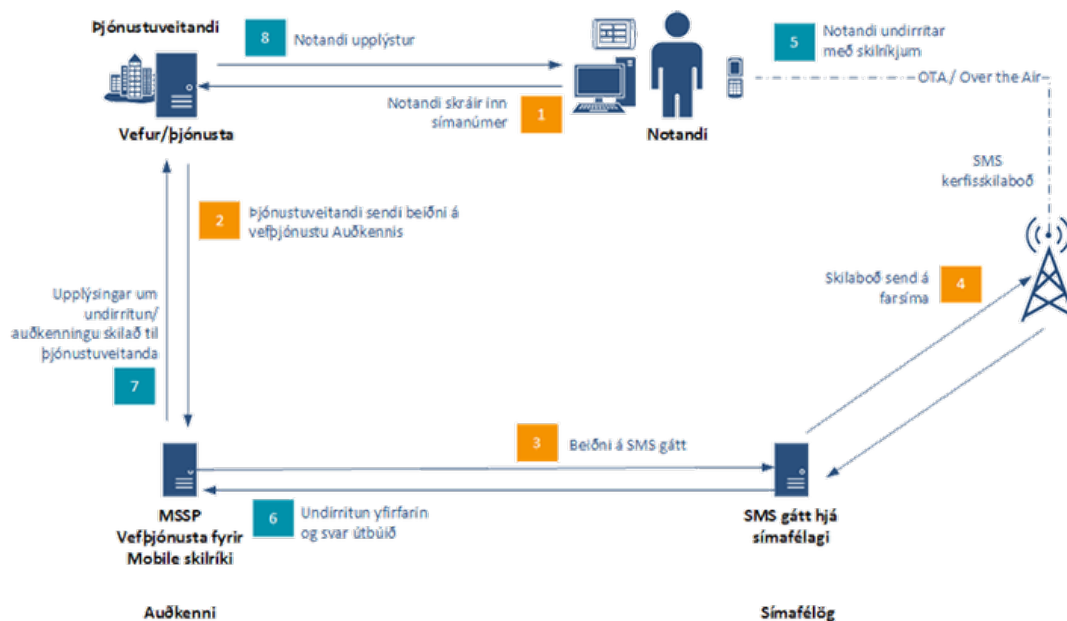 Þjónustuveitandi
8
Notandi upplýstur
5
Notandi undirritar
með skilríkjum
OTA / Over the Air
Notandi skráir inn
símanúmer
1
Vefur/þjónusta
Notandi
SMS
kerfisskilaboð
2
Þjónustuveitandi sendi beiðni á
vefþjónustu Auðkennis
Skilaboð send á
farsíma
4
Upplýsingar um
undirritun/
auðkenningu skilað til
þjónustuveitanda
7
3
Beiðni á SMS gátt
6
Undirritun yfirfarin
og svar útbúið
MSSP
Vefþjónusta fyrir
Mobile skilríki
SMS gátt hjá
símafélagi
Auðkenni
Símafélög